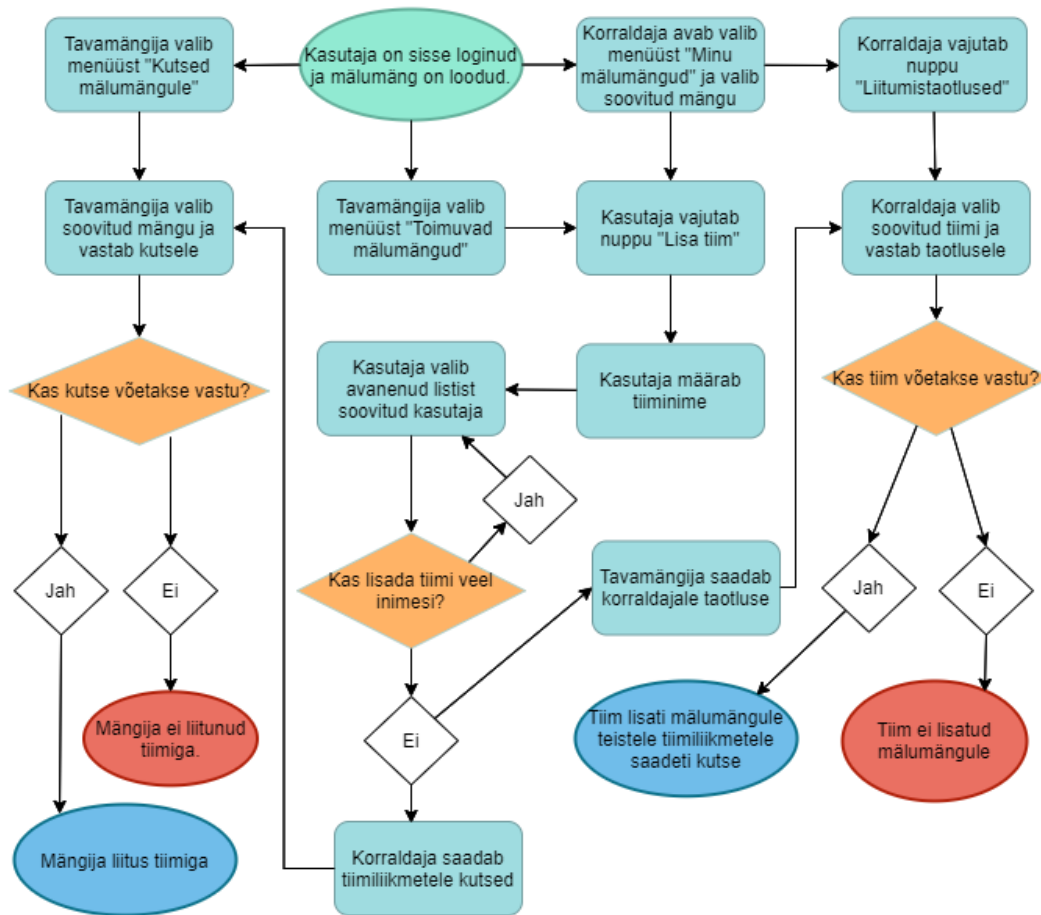 Tavamängija valib
menüüst "Kutsed
mälumängule"
Kasutaja on sisse loginud
ja mälumäng on loodud.
Korraldaja avab valib
menüüst "Minu
mälumängud" ja valib
soovitud mängu
Korraldaja vajutab
nuppu
"Liitumistaotlused"
Tavamängija valib
soovitud mängu ja
vastab kutsele
Tavamängija valib
menüüst "Toimuvad
mälumängud"
Kasutaja vajutab
nuppu "Lisa tiim"
Korraldaja valib
soovitud tiimi ja
vastab taotlusele
Kas kutse võetakse vastu?
Kasutaja valib
avanenud listist
soovitud kasutaja
Kasutaja määrab
tiiminime
Kas tiim võetakse vastu?
Jah
Jah
Ei
Kas lisada tiimi veel
inimesi?
Tavamängija saadab
korraldajale taotluse
Jah
Ei
Mängija ei liitunud
tiimiga.
Ei
Tiim lisati mälumängule
teistele tiimiliikmetele
saadeti kutse
Tiim ei lisatud
mälumängule
Mängija liitus tiimiga
Korraldaja saadab
tiimiliikmetele kutsed